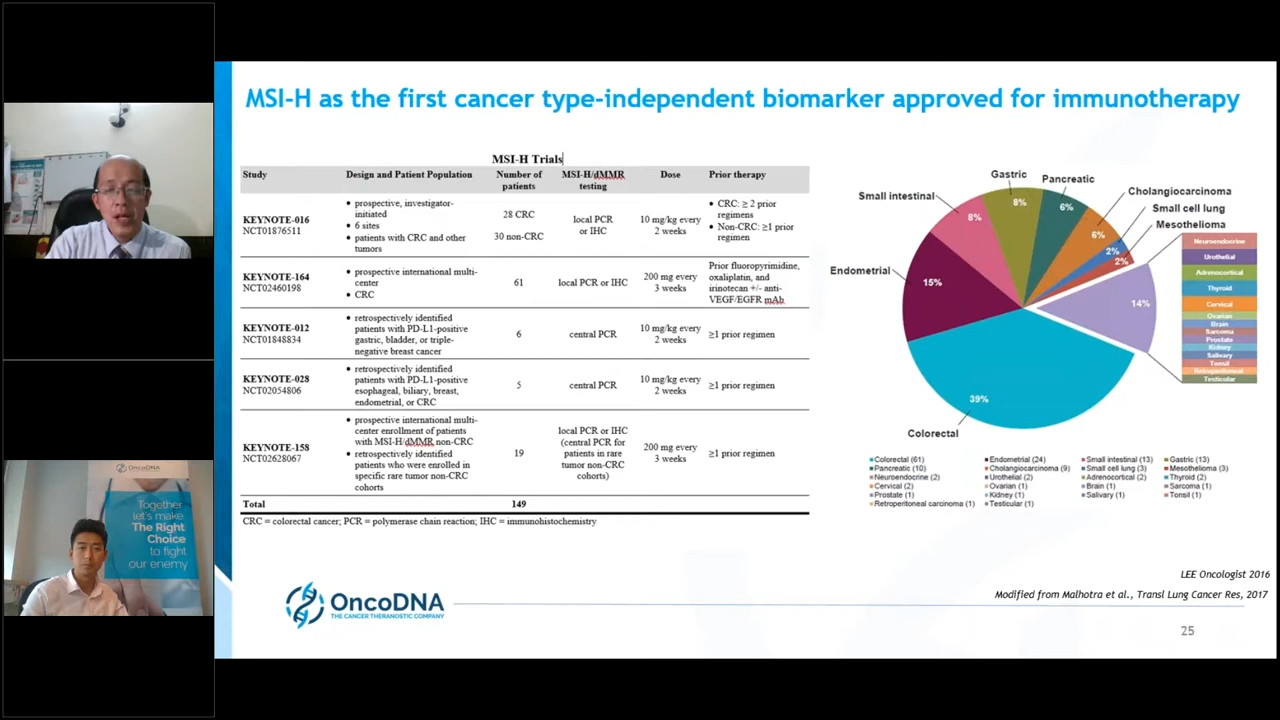 MSI-H as the first cancer type-independent biomarker approved for immunotherapy
MSI-H Trials
Study Design and Patient Population Number of patients MSI-H/dMMR testing Dose Prior therapy
KEYNOTE-016
NCT01876511
• prospective, investigator-
initiated
• 6 sites
• patients with CRC and other
tumors
28 CRC
30 non-CRC
local PCR
or IHC
10 mg/kg every
2 weeks
• CRC: ≥ 2 prior
regimens
• Non-CRC: ≥1 prior
regimen
KEYNOTE-164
NCT02460198
• prospective international multi-
center
• CRC
61
local PCR or IHC
200 mg every
3 weeks
Prior fluoropyrimidine,
oxaliplatin, and
irinotecan +/- anti-
VEGF/EGFR mAb
KEYNOTE-012
NCT01848834
• retrospectively identified
patients with PD-L1-positive
gastric, bladder, or triple-
negative breast cancer
6
central PCR
10 mg/kg every
2 weeks
≥1 prior regimen
KEYNOTE-028
NCT02054806
• retrospectively identified
patients with PD-L1-positive
esophageal, biliary, breast,
endometrial, or CRC
5
central PCR
10 mg/kg every
2 weeks
≥1 prior regimen
KEYNOTE-158
NCT02628067
• prospective international multi-
center enrollment of patients
with MSI-H/dMMR non-CRC
• retrospectively identified
patients who were enrolled in
specific rare tumor non-CRC
cohorts
19
local PCR or IHC
(central PCR for
patients in rare
tumor non-CRC
cohorts)
200 mg every
3 weeks
≥1 prior regimen
Total 149
CRC = colorectal cancer; PCR = polymerase chain reaction; IHC = immunohistochemistry
Gastric
Pancreatic
Cholangiocarcinoma
Small intestinal
Small cell lung
Mesothelioma
Endometrial
Colorectal
8%
8%
6%
6%
2%
2%
14%
15%
39%
Neuroendocrine
Urothelial
Adrenocortical
Thyroid
Cervical
Ovarian
Brain
Sarcoma
Prostate
Kidney
Salivary
Tonsil
Retroperitoneal
Testicular
Colorectal (61) Endometrial (24) Small intestinal (13) Gastric (13)
Pancreatic (10) Cholangiocarcinoma (9) Small cell lung (3) Mesothelioma (3)
Neuroendocrine (2) Urothelial (2) Adrenocortical (2) Thyroid (2)
Cervical (2) Ovarian (1) Brain (1) Sarcoma (1)
Prostate (1) Kidney (1) Salivary (1) Tonsil (1)
Retroperitoneal carcinoma (1) Testicular (1)
LEE Oncologist 2016
Modified from Malhotra et al., Transl Lung Cancer Res, 2017
OncoDNA
THE CANCER THERANOSTIC COMPANY
25
OncoDNA
Together
let's make
The Right
Choice
to fight
our enemy